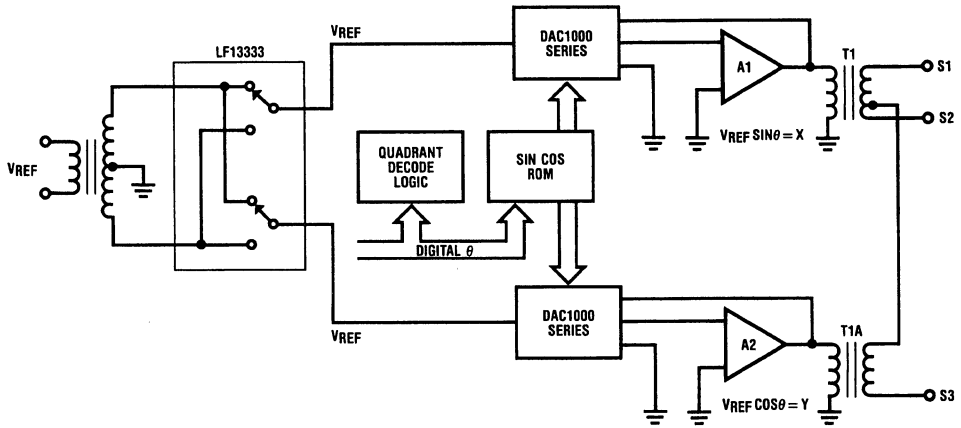 LF13333
VREF
DAC1000
SERIES
A1
T1
S1
S2
VREF SINθ = X
VREF
QUADRANT
DECODE
LOGIC
SIN COS
ROM
DIGITAL θ
VREF
DAC1000
SERIES
A2
T1A
S3
VREF COSθ = Y